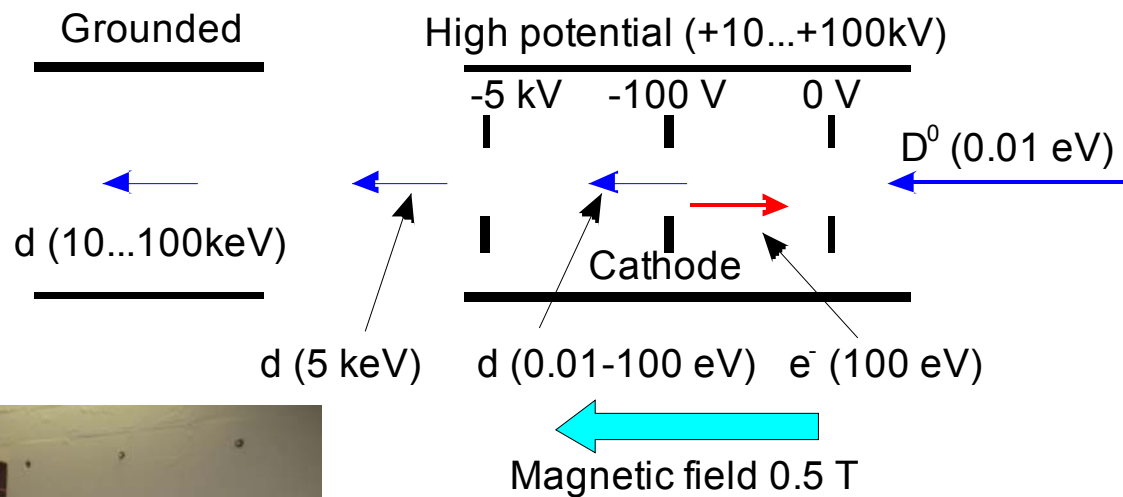 Grounded
High potential (+10...+100kV)
-5 kV -100 V 0 V
D⁰ (0.01 eV)
d (10...100keV)
Cathode
d (5 keV) d (0.01-100 eV) e⁻ (100 eV)
Magnetic field 0.5 T